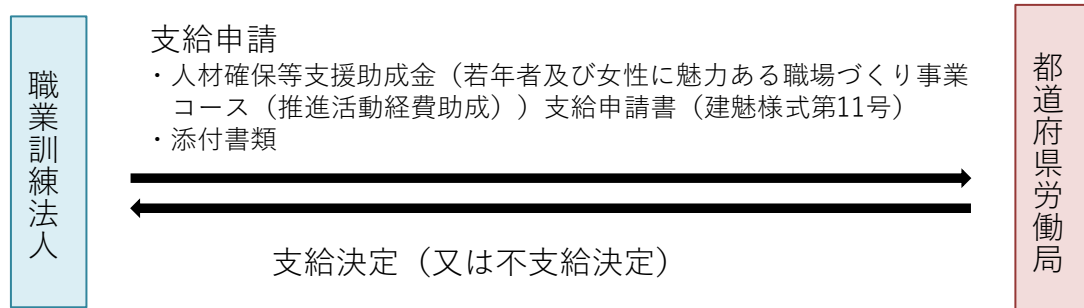 職業訓練法人
支給申請
・人材確保等支援助成金（若年者及び女性に魅力ある職場づくり事業
コース（推進活動経費助成））支給申請書（建魅様式第11号）
・添付書類
支給決定（又は不支給決定）
都道府県労働局